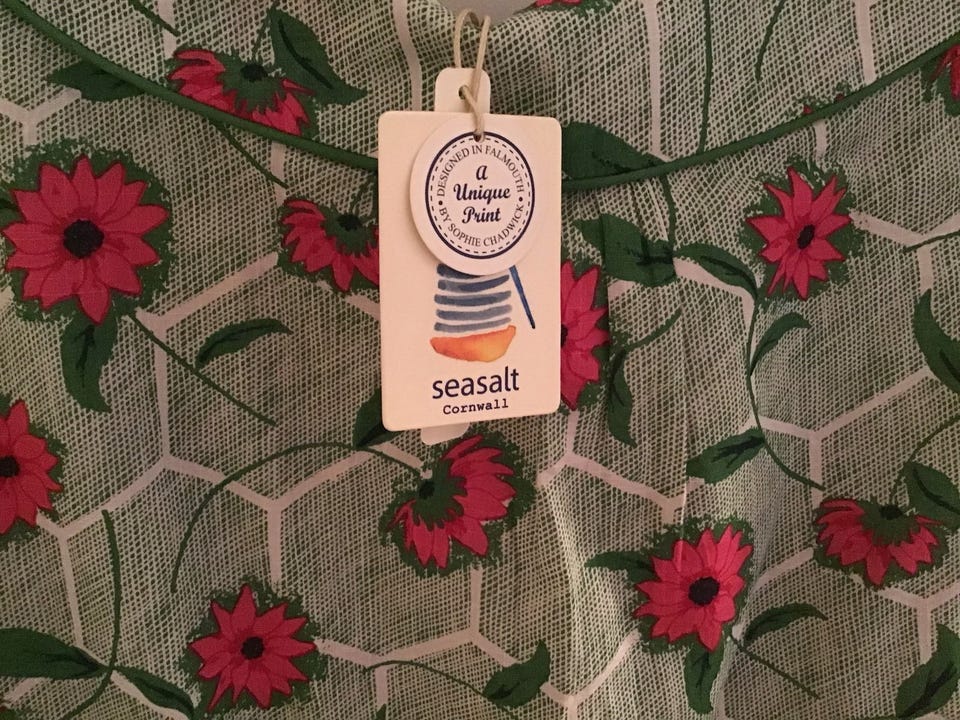 DESIGNED IN FALMOUTH
A
Unique
Print
BY SOPHIE CHADWICK
seasalt
Cornwall